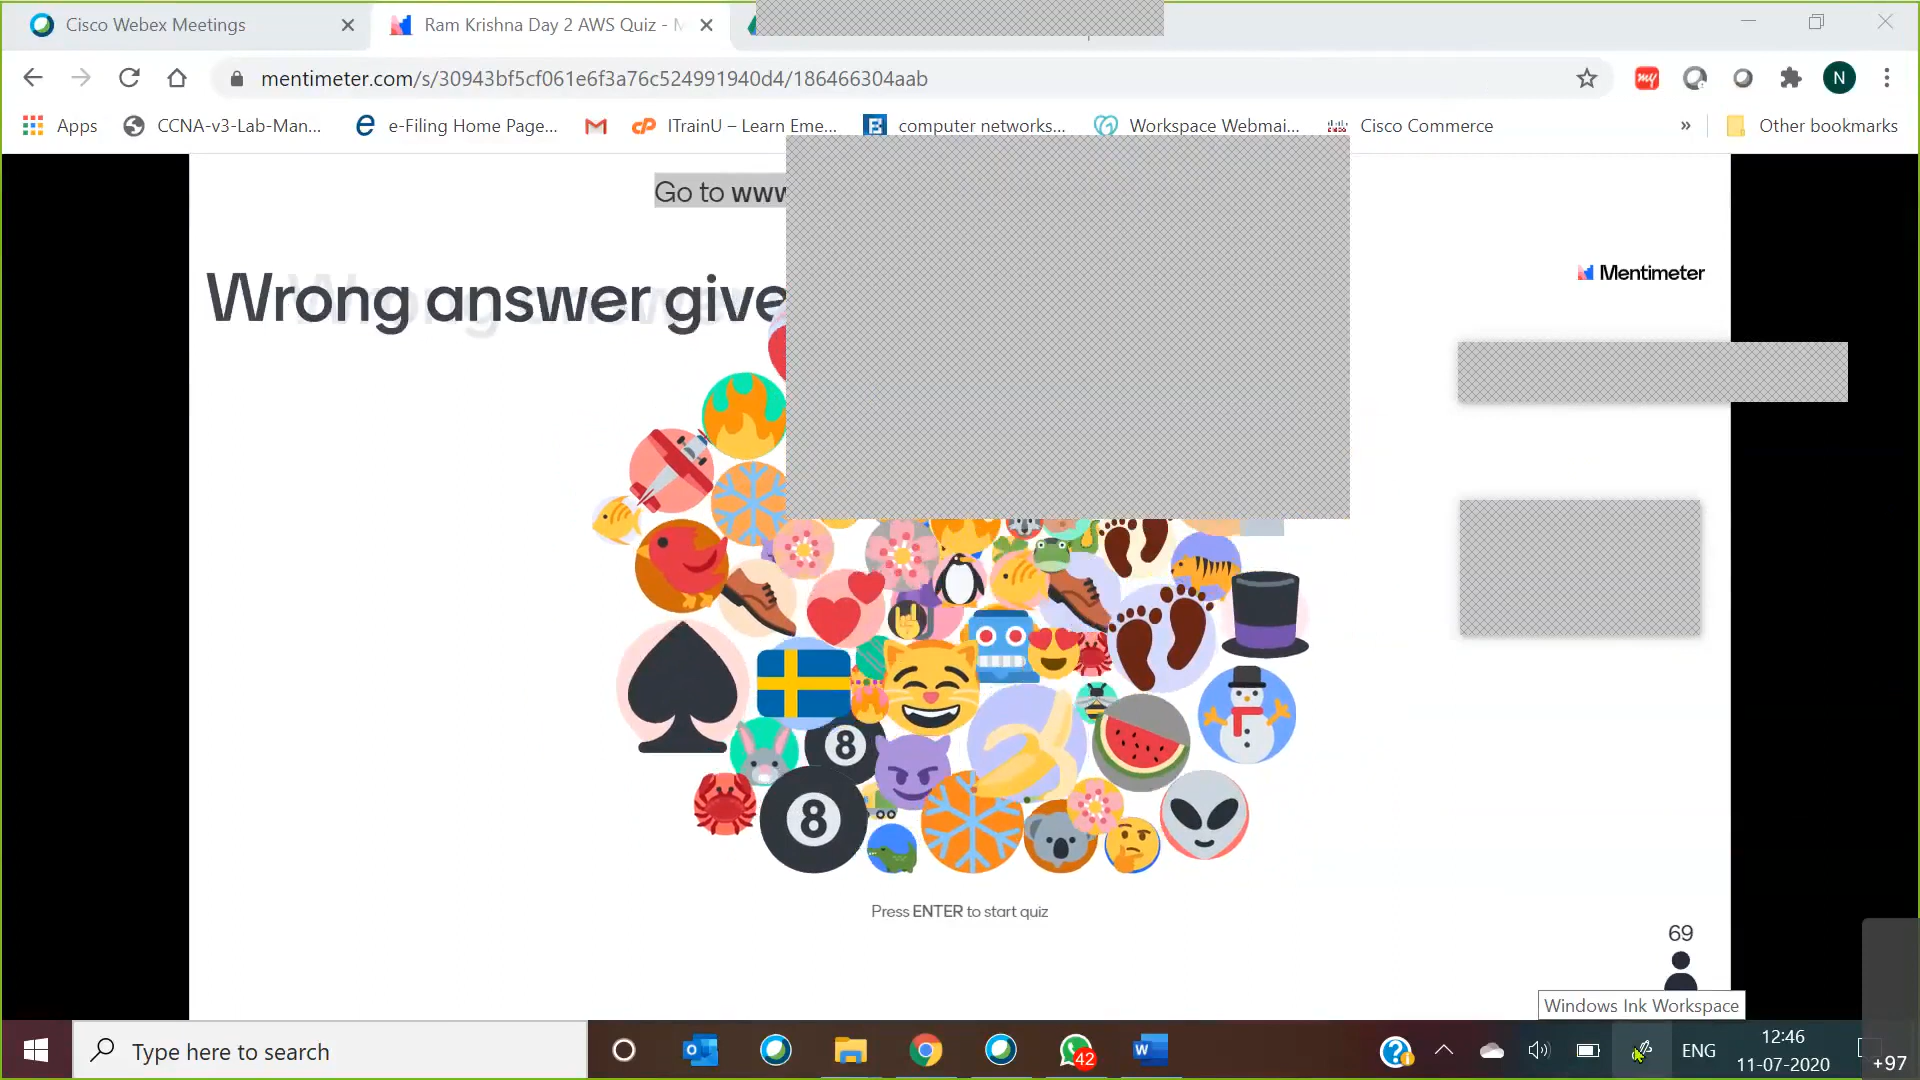 Cisco Webex Meetings
Ram Krishna Day 2 AWS Quiz - M
mentimeter.com/s/30943bf5cf061e6f3a76c524991940d4/186466304aab
my
N
Apps
CCNA-v3-Lab-Man...
e-Filing Home Page...
ITrainU – Learn Eme...
computer networks...
Workspace Webmai...
Cisco Commerce
»
Other bookmarks
Go to www
Wrong answer give
Mentimeter
8
8
Press ENTER to start quiz
69
Windows Ink Workspace
Type here to search
42
ENG
12:46
11-07-2020
+97